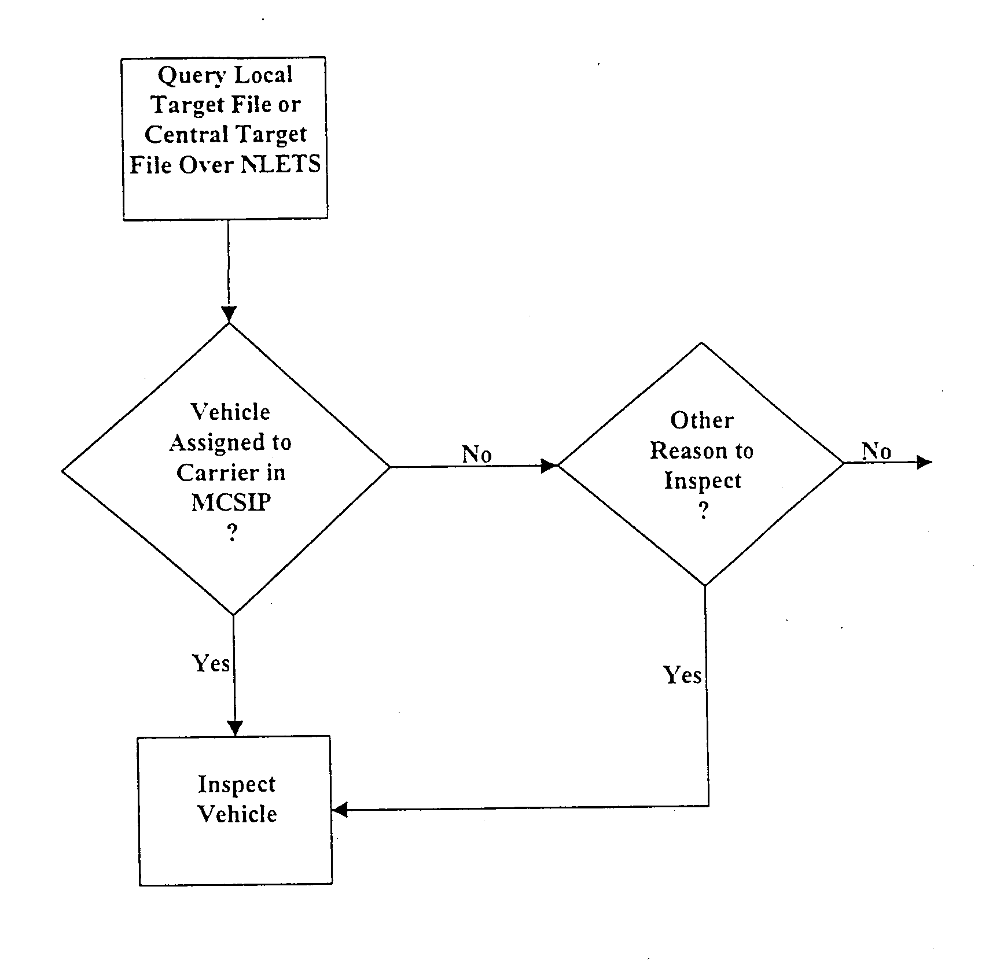 Query Local
Target File or
Central Target
File Over NLETS
Vehicle
Assigned to
Carrier in
MCSIP
?
No
Other
Reason to
Inspect
?
No
Yes
Yes
Inspect
Vehicle